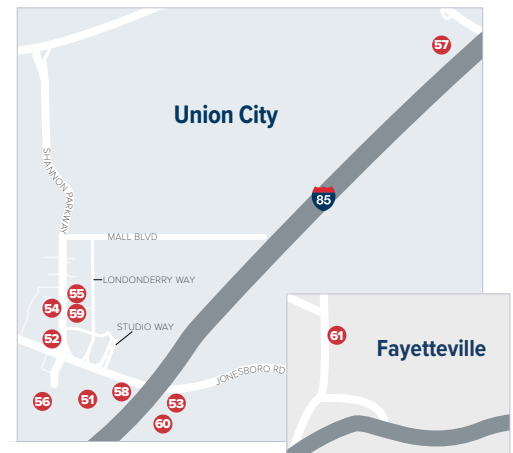 57
Union City
SHANNON PARKWAY
85
MALL BLVD
LONDONDERRY WAY
55
54
59
STUDIO WAY
52
61
Fayetteville
JONESBORO RD
58
56
51
53
60